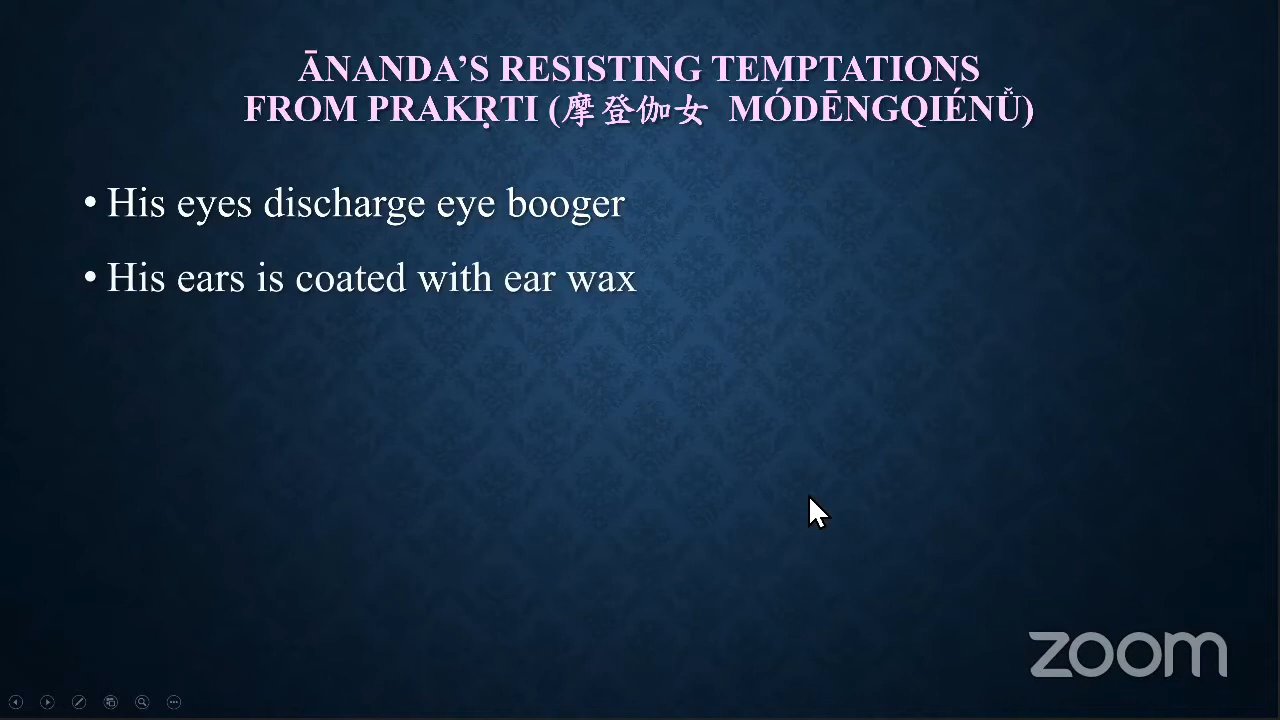 ĀNANDA’S RESISTING TEMPTATIONS
FROM PRAKṚTI (摩登伽女 MÓDĒNGQIÉNǙ)
• His eyes discharge eye booger
• His ears is coated with ear wax
zoom